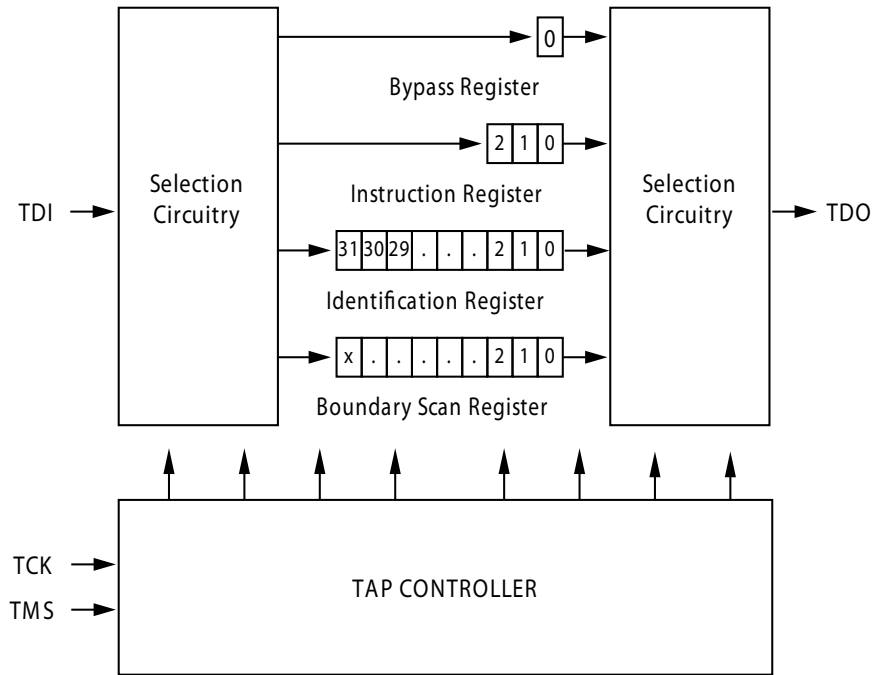 0
Bypass Register
2 1 0
Selection
Circuitry
Selection
Circuitry
TDI
TDO
Instruction Register
31 30 29 . . . 2 1 0
Identification Register
x . . . . . 2 1 0
Boundary Scan Register
TCK
TMS
TAP CONTROLLER